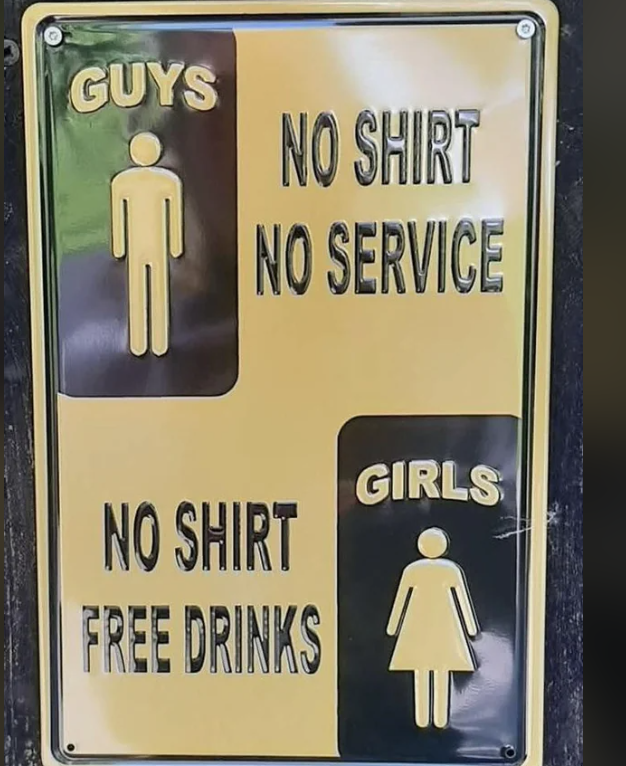 GUYS
NO SHIRT
NO SERVICE
GIRLS
NO SHIRT
FREE DRINKS